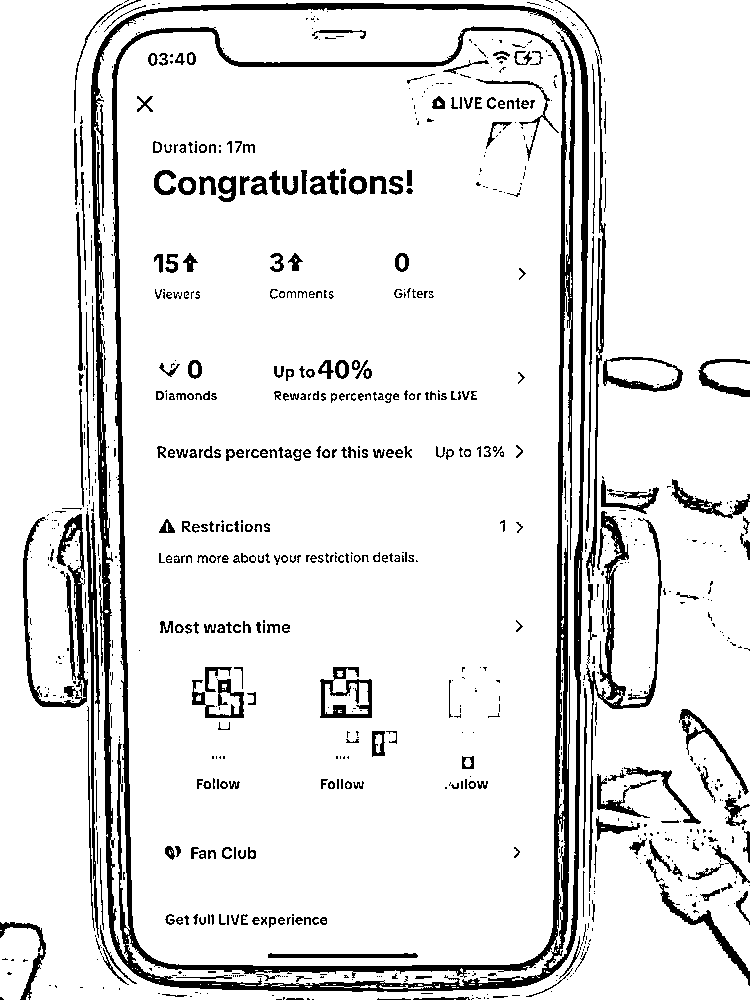 03:40
LIVE Center
Duration: 17m
Congratulations!
15 3 0
Viewers Comments Gifters
0 Up to 40%
Diamonds Rewards percentage for this LIVE
Rewards percentage for this week Up to 13%
Restrictions 1
Learn more about your restriction details.
Most watch time
Follow Follow
Fan Club
Get full LIVE experience